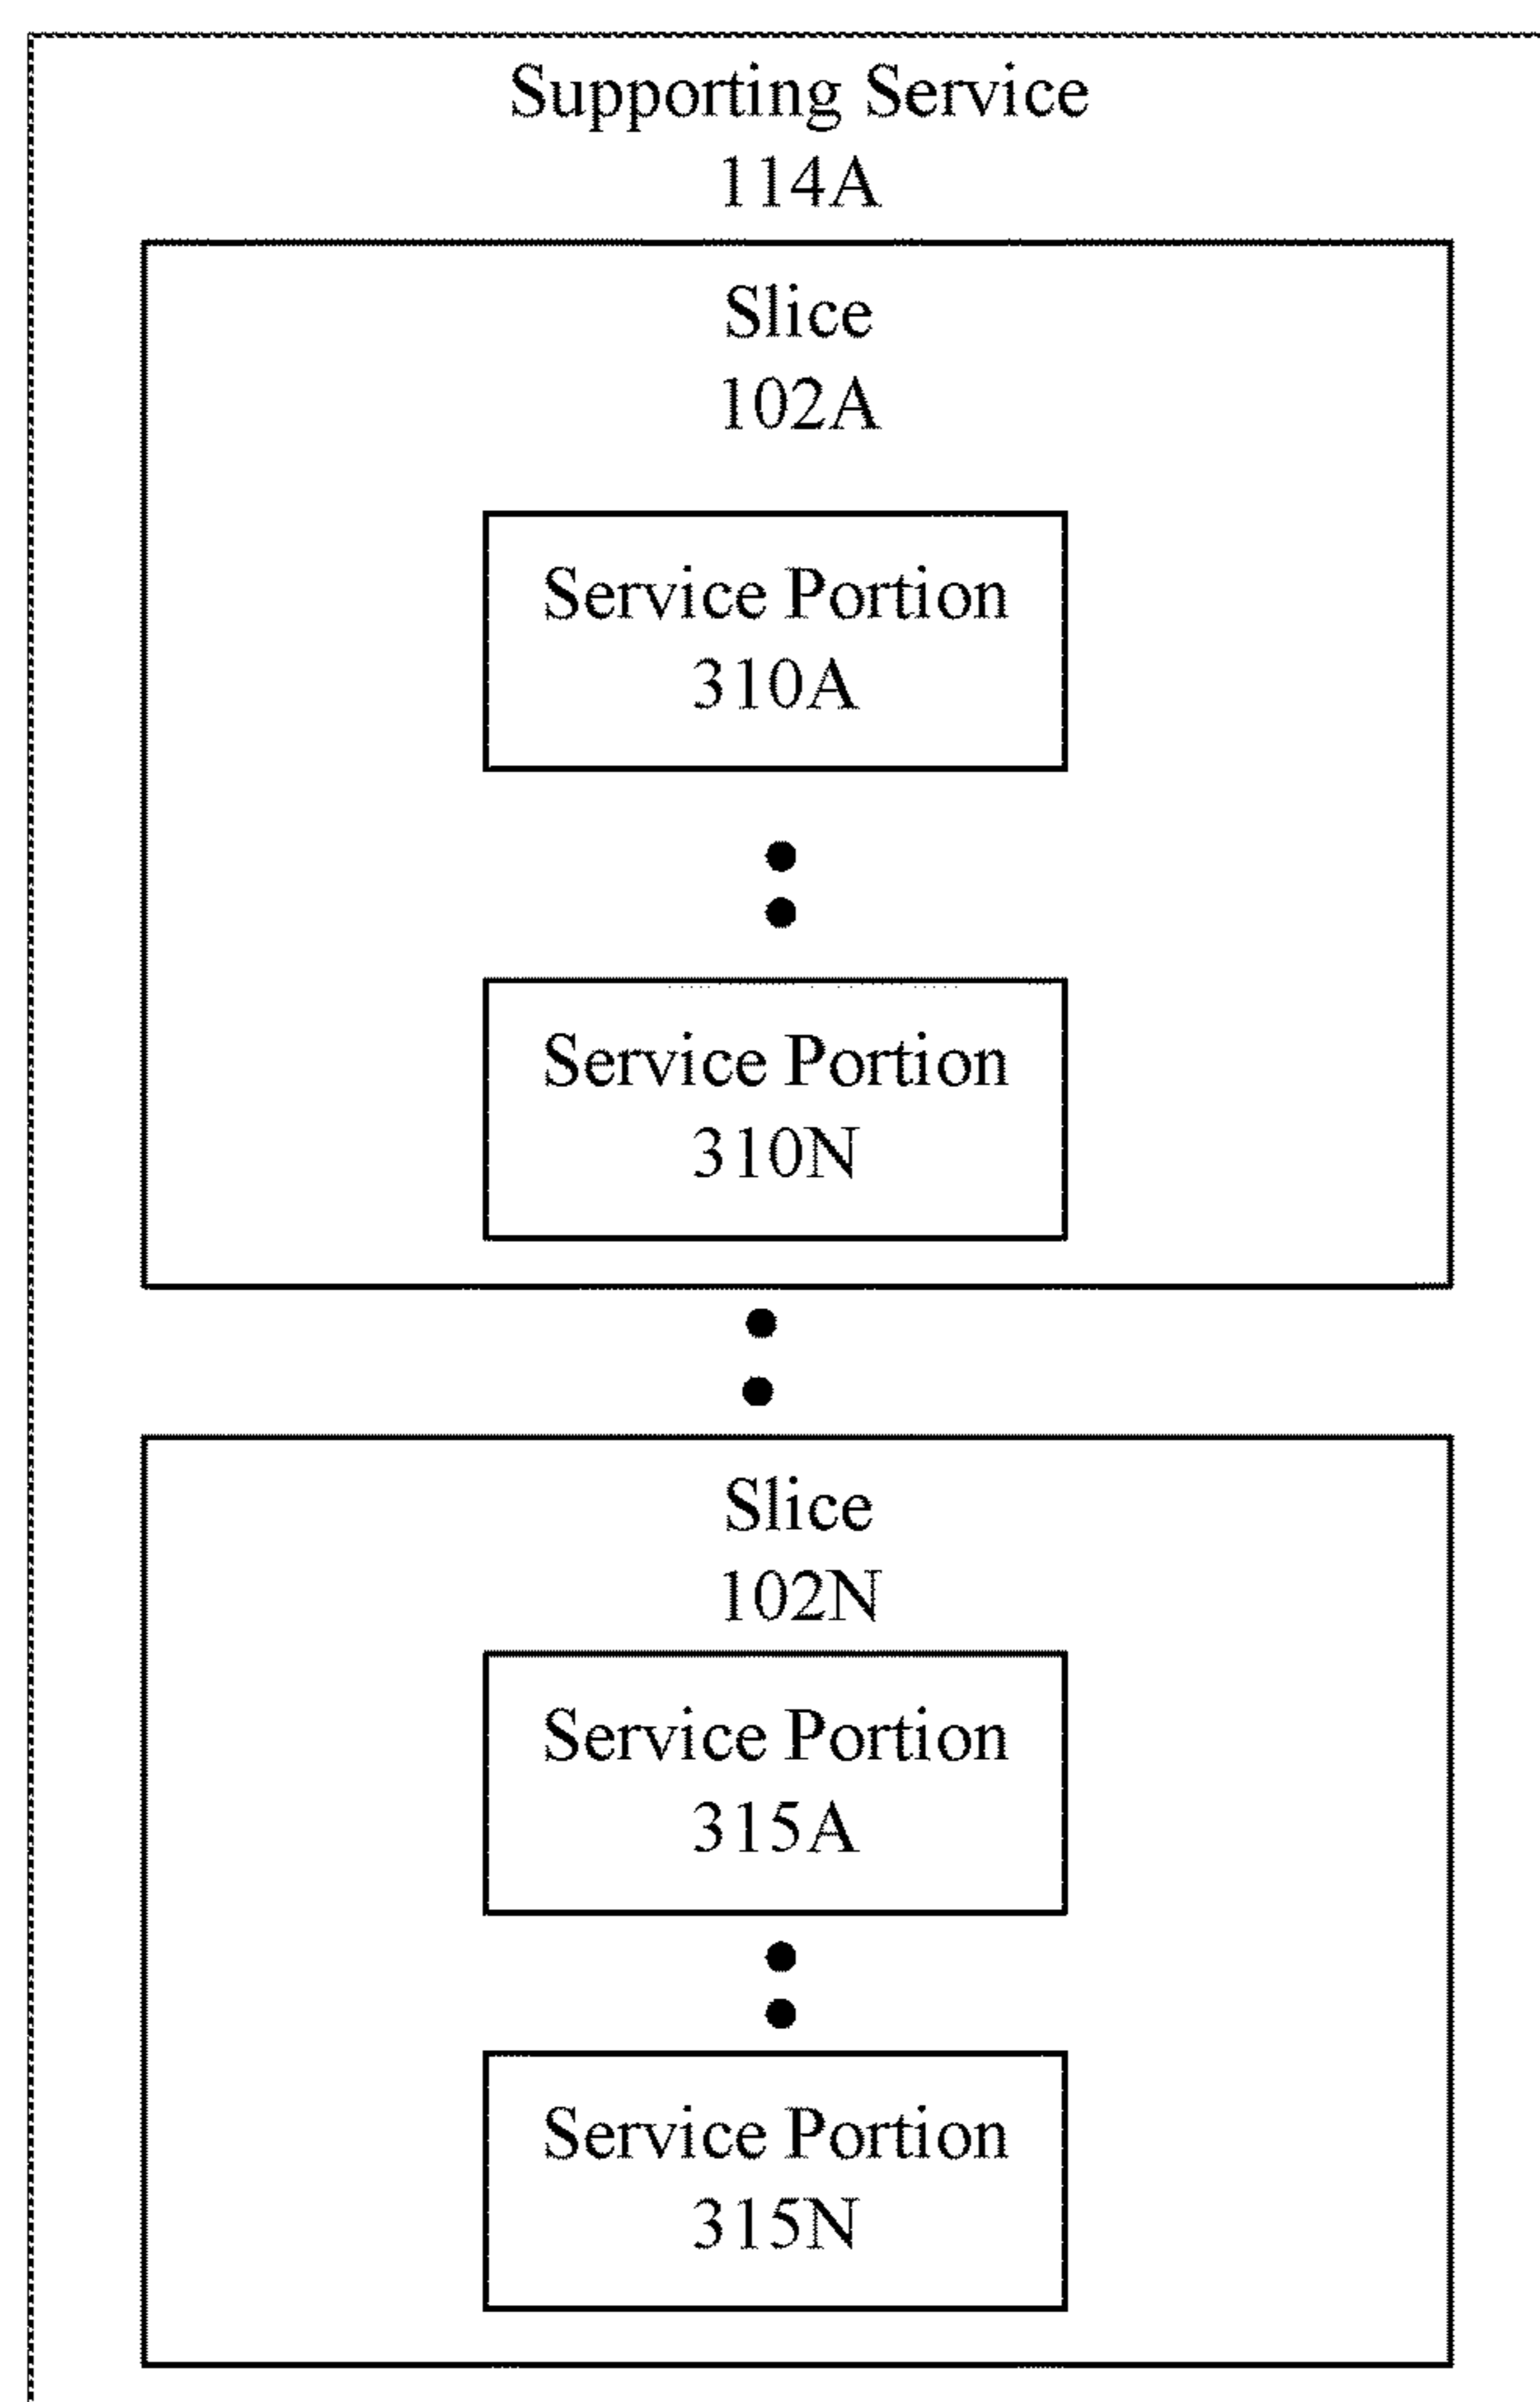 Supporting Service
114A
Slice
102A
Service Portion
310A
Service Portion
310N
Slice
102N
Service Portion
315A
Service Portion
315N